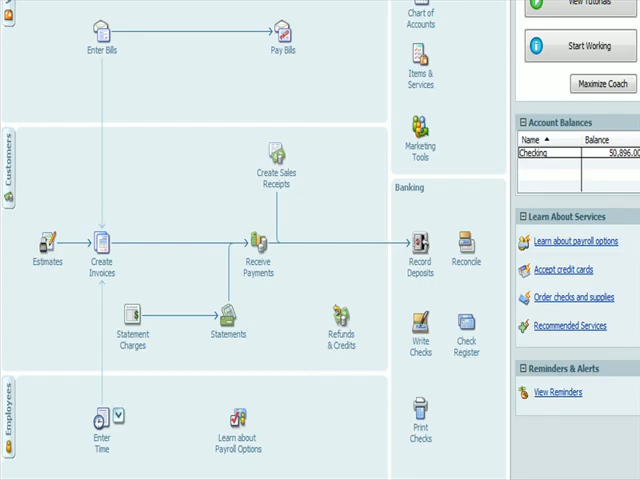 View Tutorials
Chart of
Accounts
Enter Bills
Pay Bills
Start Working
Items &
Services
Maximize Coach
Account Balances
Name
Balance
Checking
50,896.00
Marketing
Tools
Customers
Create Sales
Receipts
Banking
Learn About Services
Learn about payroll options
Accept credit cards
Order checks and supplies
Recommended Services
Estimates
Create
Invoices
Receive
Payments
Record
Deposits
Reconcile
Statement
Charges
Statements
Refunds
& Credits
Write
Checks
Check
Register
Reminders & Alerts
View Reminders
Employees
Enter
Time
Learn about
Payroll Options
Print
Checks